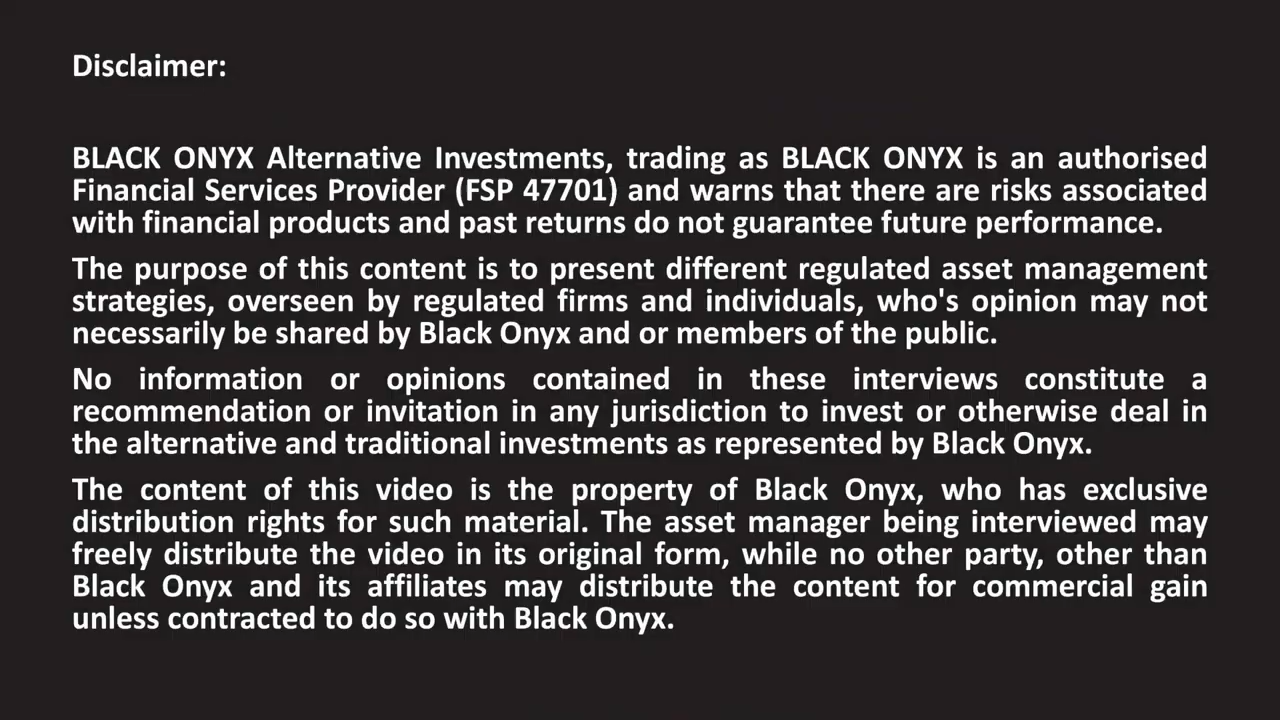 Disclaimer:
BLACK ONYX Alternative Investments, trading as BLACK ONYX is an authorised
Financial Services Provider (FSP 47701) and warns that there are risks associated
with financial products and past returns do not guarantee future performance.
The purpose of this content is to present different regulated asset management
strategies, overseen by regulated firms and individuals, who's opinion may not
necessarily be shared by Black Onyx and or members of the public.
No information or opinions contained in these interviews constitute a
recommendation or invitation in any jurisdiction to invest or otherwise deal in
the alternative and traditional investments as represented by Black Onyx.
The content of this video is the property of Black Onyx, who has exclusive
distribution rights for such material. The asset manager being interviewed may
freely distribute the video in its original form, while no other party, other than
Black Onyx and its affiliates may distribute the content for commercial gain
unless contracted to do so with Black Onyx.